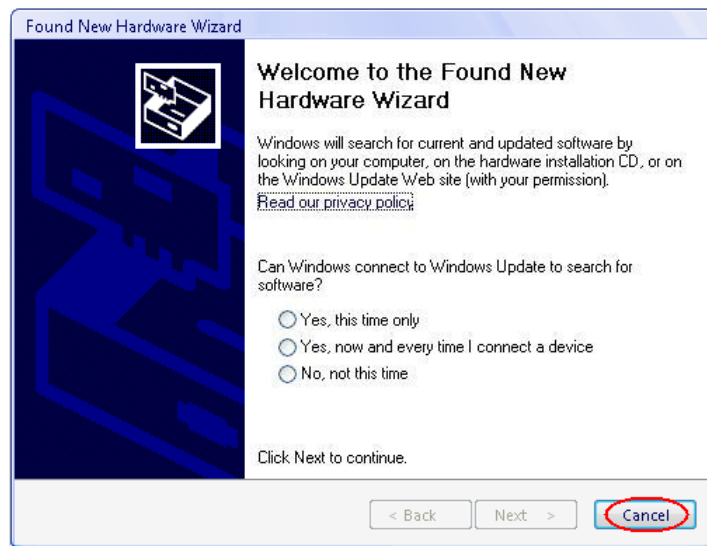 Found New Hardware Wizard
Welcome to the Found New
Hardware Wizard
Windows will search for current and updated software by
looking on your computer, on the hardware installation CD, or on
the Windows Update Web site (with your permission).
Read our privacy policy
Can Windows connect to Windows Update to search for
software?
Yes, this time only
Yes, now and every time I connect a device
No, not this time
Click Next to continue.
< Back
Next >
Cancel